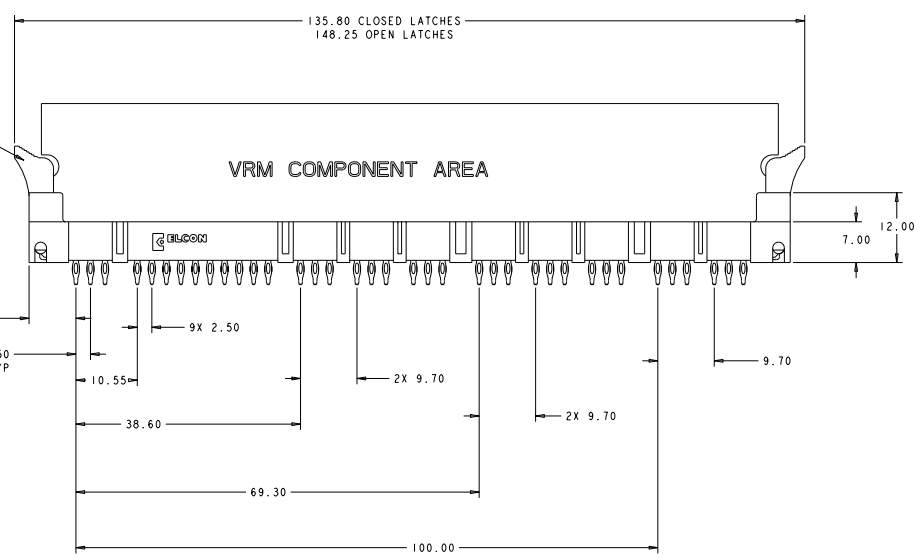 135.80 CLOSED LATCHES
148.25 OPEN LATCHES
VRM COMPONENT AREA
ELCON
12.00
7.00
9X 2.50
9.70
10.55
2X 9.70
2X 9.70
38.60
69.30
100.00